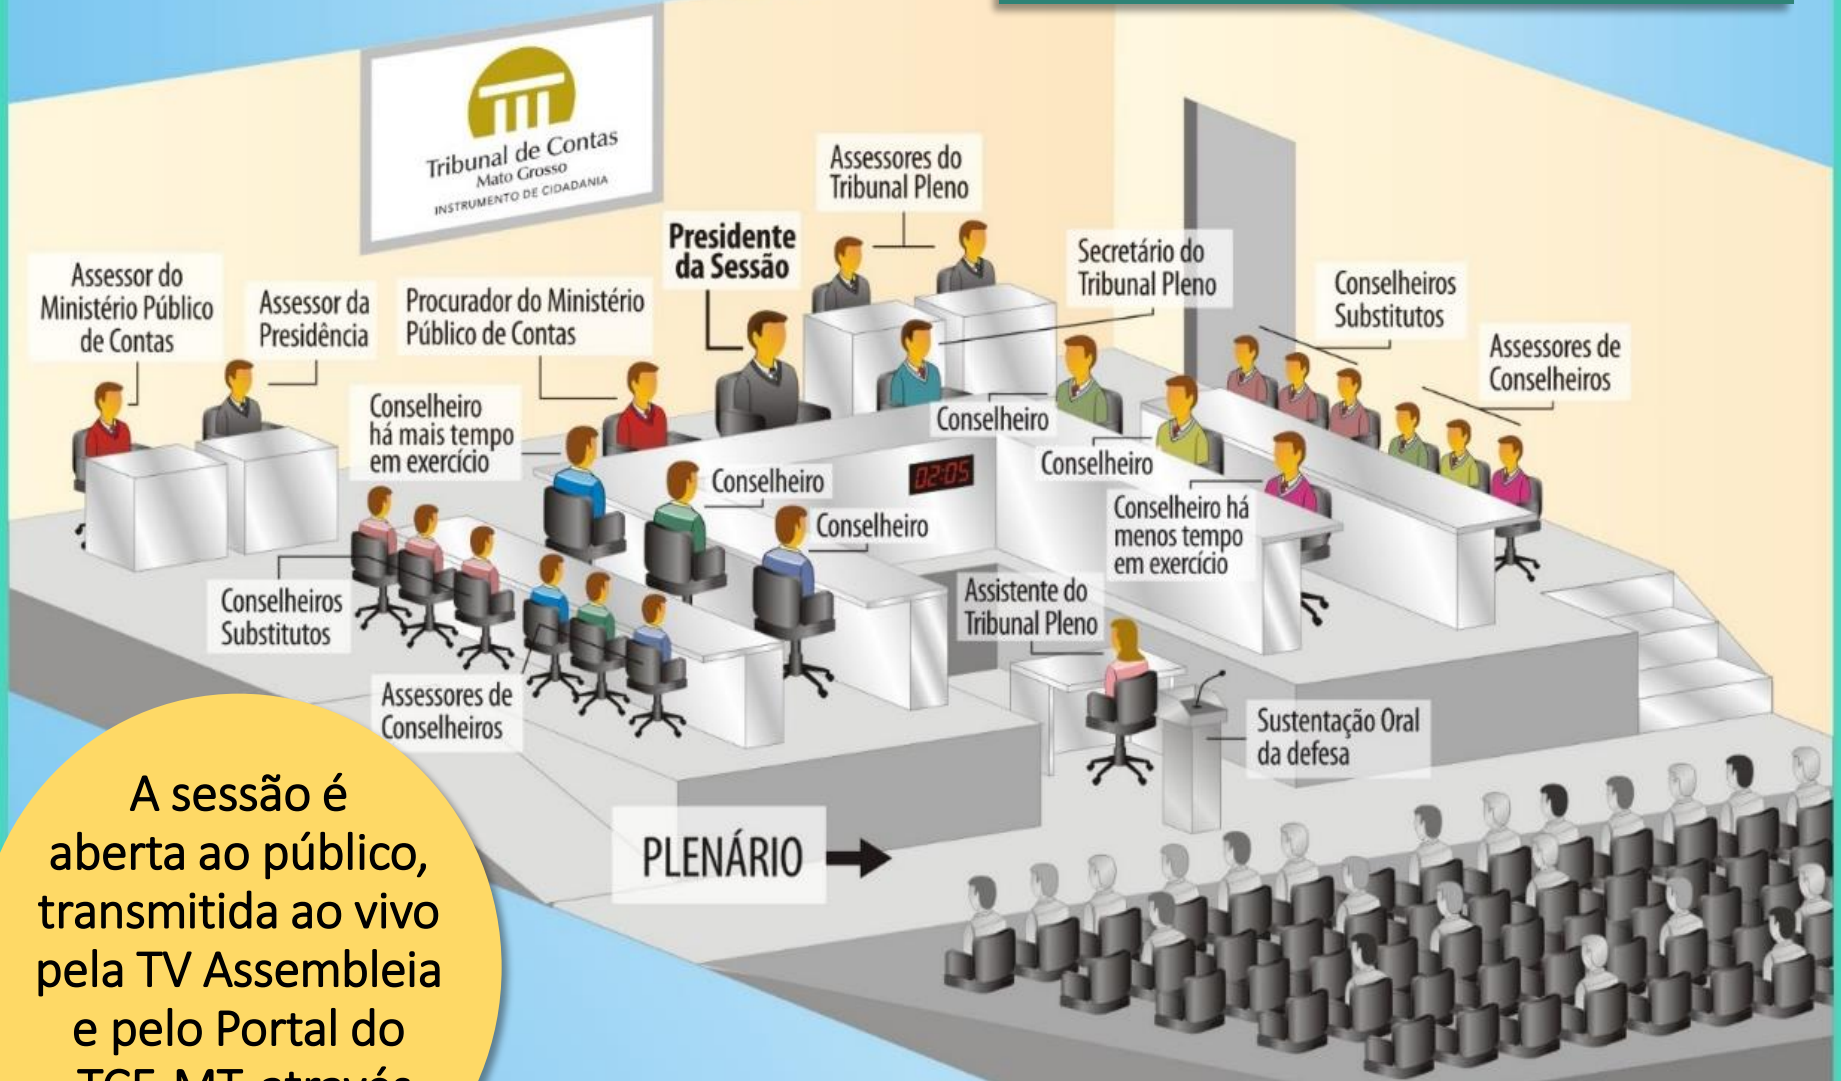 Tribunal de Contas
Mato Grosso
INSTRUMENTO DE CIDADANIA
Assessores do
Tribunal Pleno
Presidente
da Sessão
Secretário do
Tribunal Pleno
Conselheiros
Substitutos
Assessores de
Conselheiros
Assessor do
Ministério Público
de Contas
Assessor da
Presidência
Procurador do Ministério
Público de Contas
Conselheiro
há mais tempo
em exercício
Conselheiro
Conselheiro
Conselheiro
Conselheiro
02:05
Conselheiro há
menos tempo
em exercício
Conselheiros
Substitutos
Assessores de
Conselheiros
Assistente do
Tribunal Pleno
Sustentação Oral
da defesa
PLENÁRIO
A sessão é
aberta ao público,
transmitida ao vivo
pela TV Assembleia
e pelo Portal do
TCE-MT, através